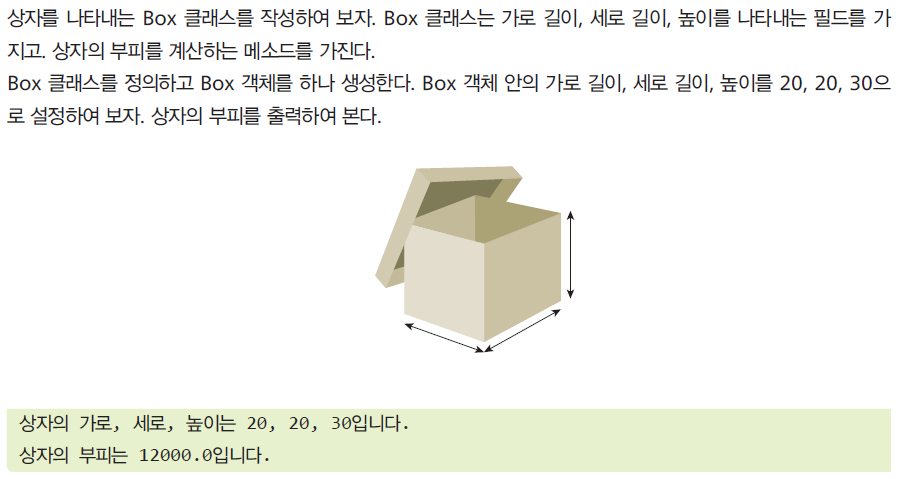 상자를 나타내는 Box 클래스를 작성하여 보자. Box 클래스는 가로 길이, 세로 길이, 높이를 나타내는 필드를 가
지고. 상자의 부피를 계산하는 메소드를 가진다.
Box 클래스를 정의하고 Box 객체를 하나 생성한다. Box 객체 안의 가로 길이, 세로 길이, 높이를 20, 20, 30으
로 설정하여 보자. 상자의 부피를 출력하여 본다.
상자의 가로, 세로, 높이는 20, 20, 30입니다.
상자의 부피는 12000.0입니다.